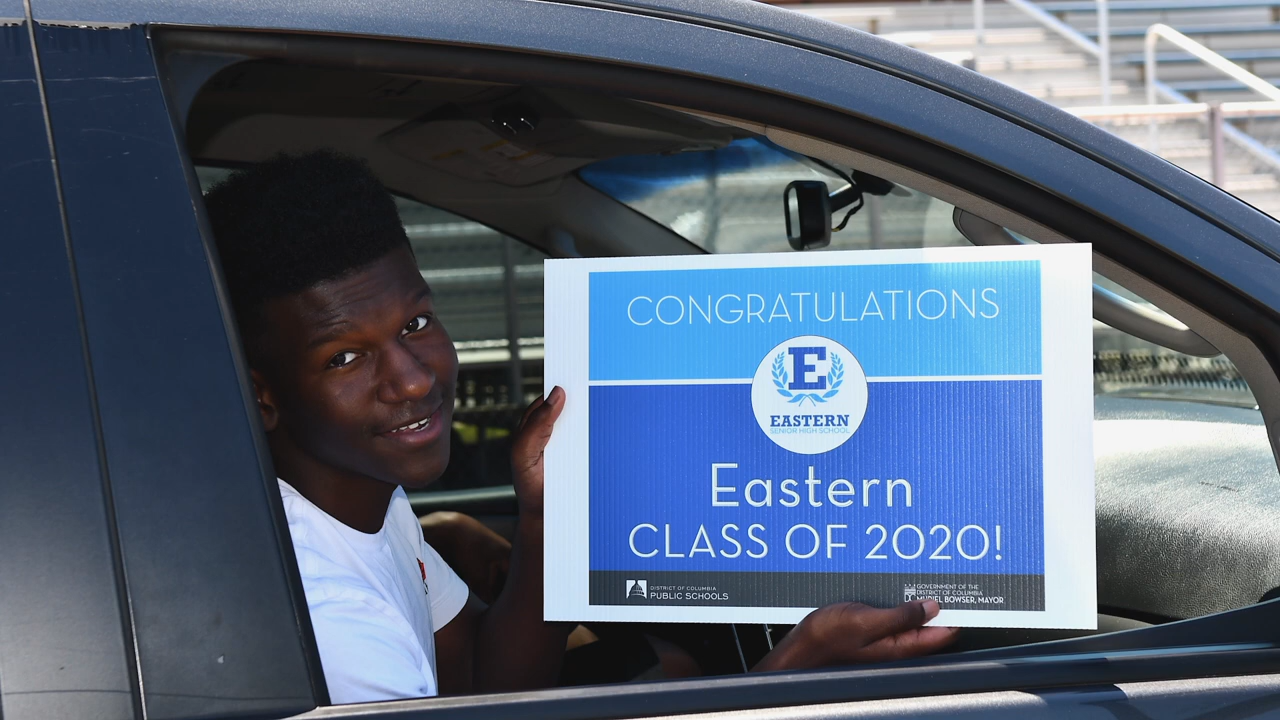 CONGRATULATIONS
E
EASTERN
SENIOR HIGH SCHOOL
Eastern
CLASS OF 2020!
DISTRICT OF COLUMBIA
PUBLIC SCHOOLS
GOVERNMENT OF THE
DISTRICT OF COLUMBIA
MURIEL BOWSER, MAYOR